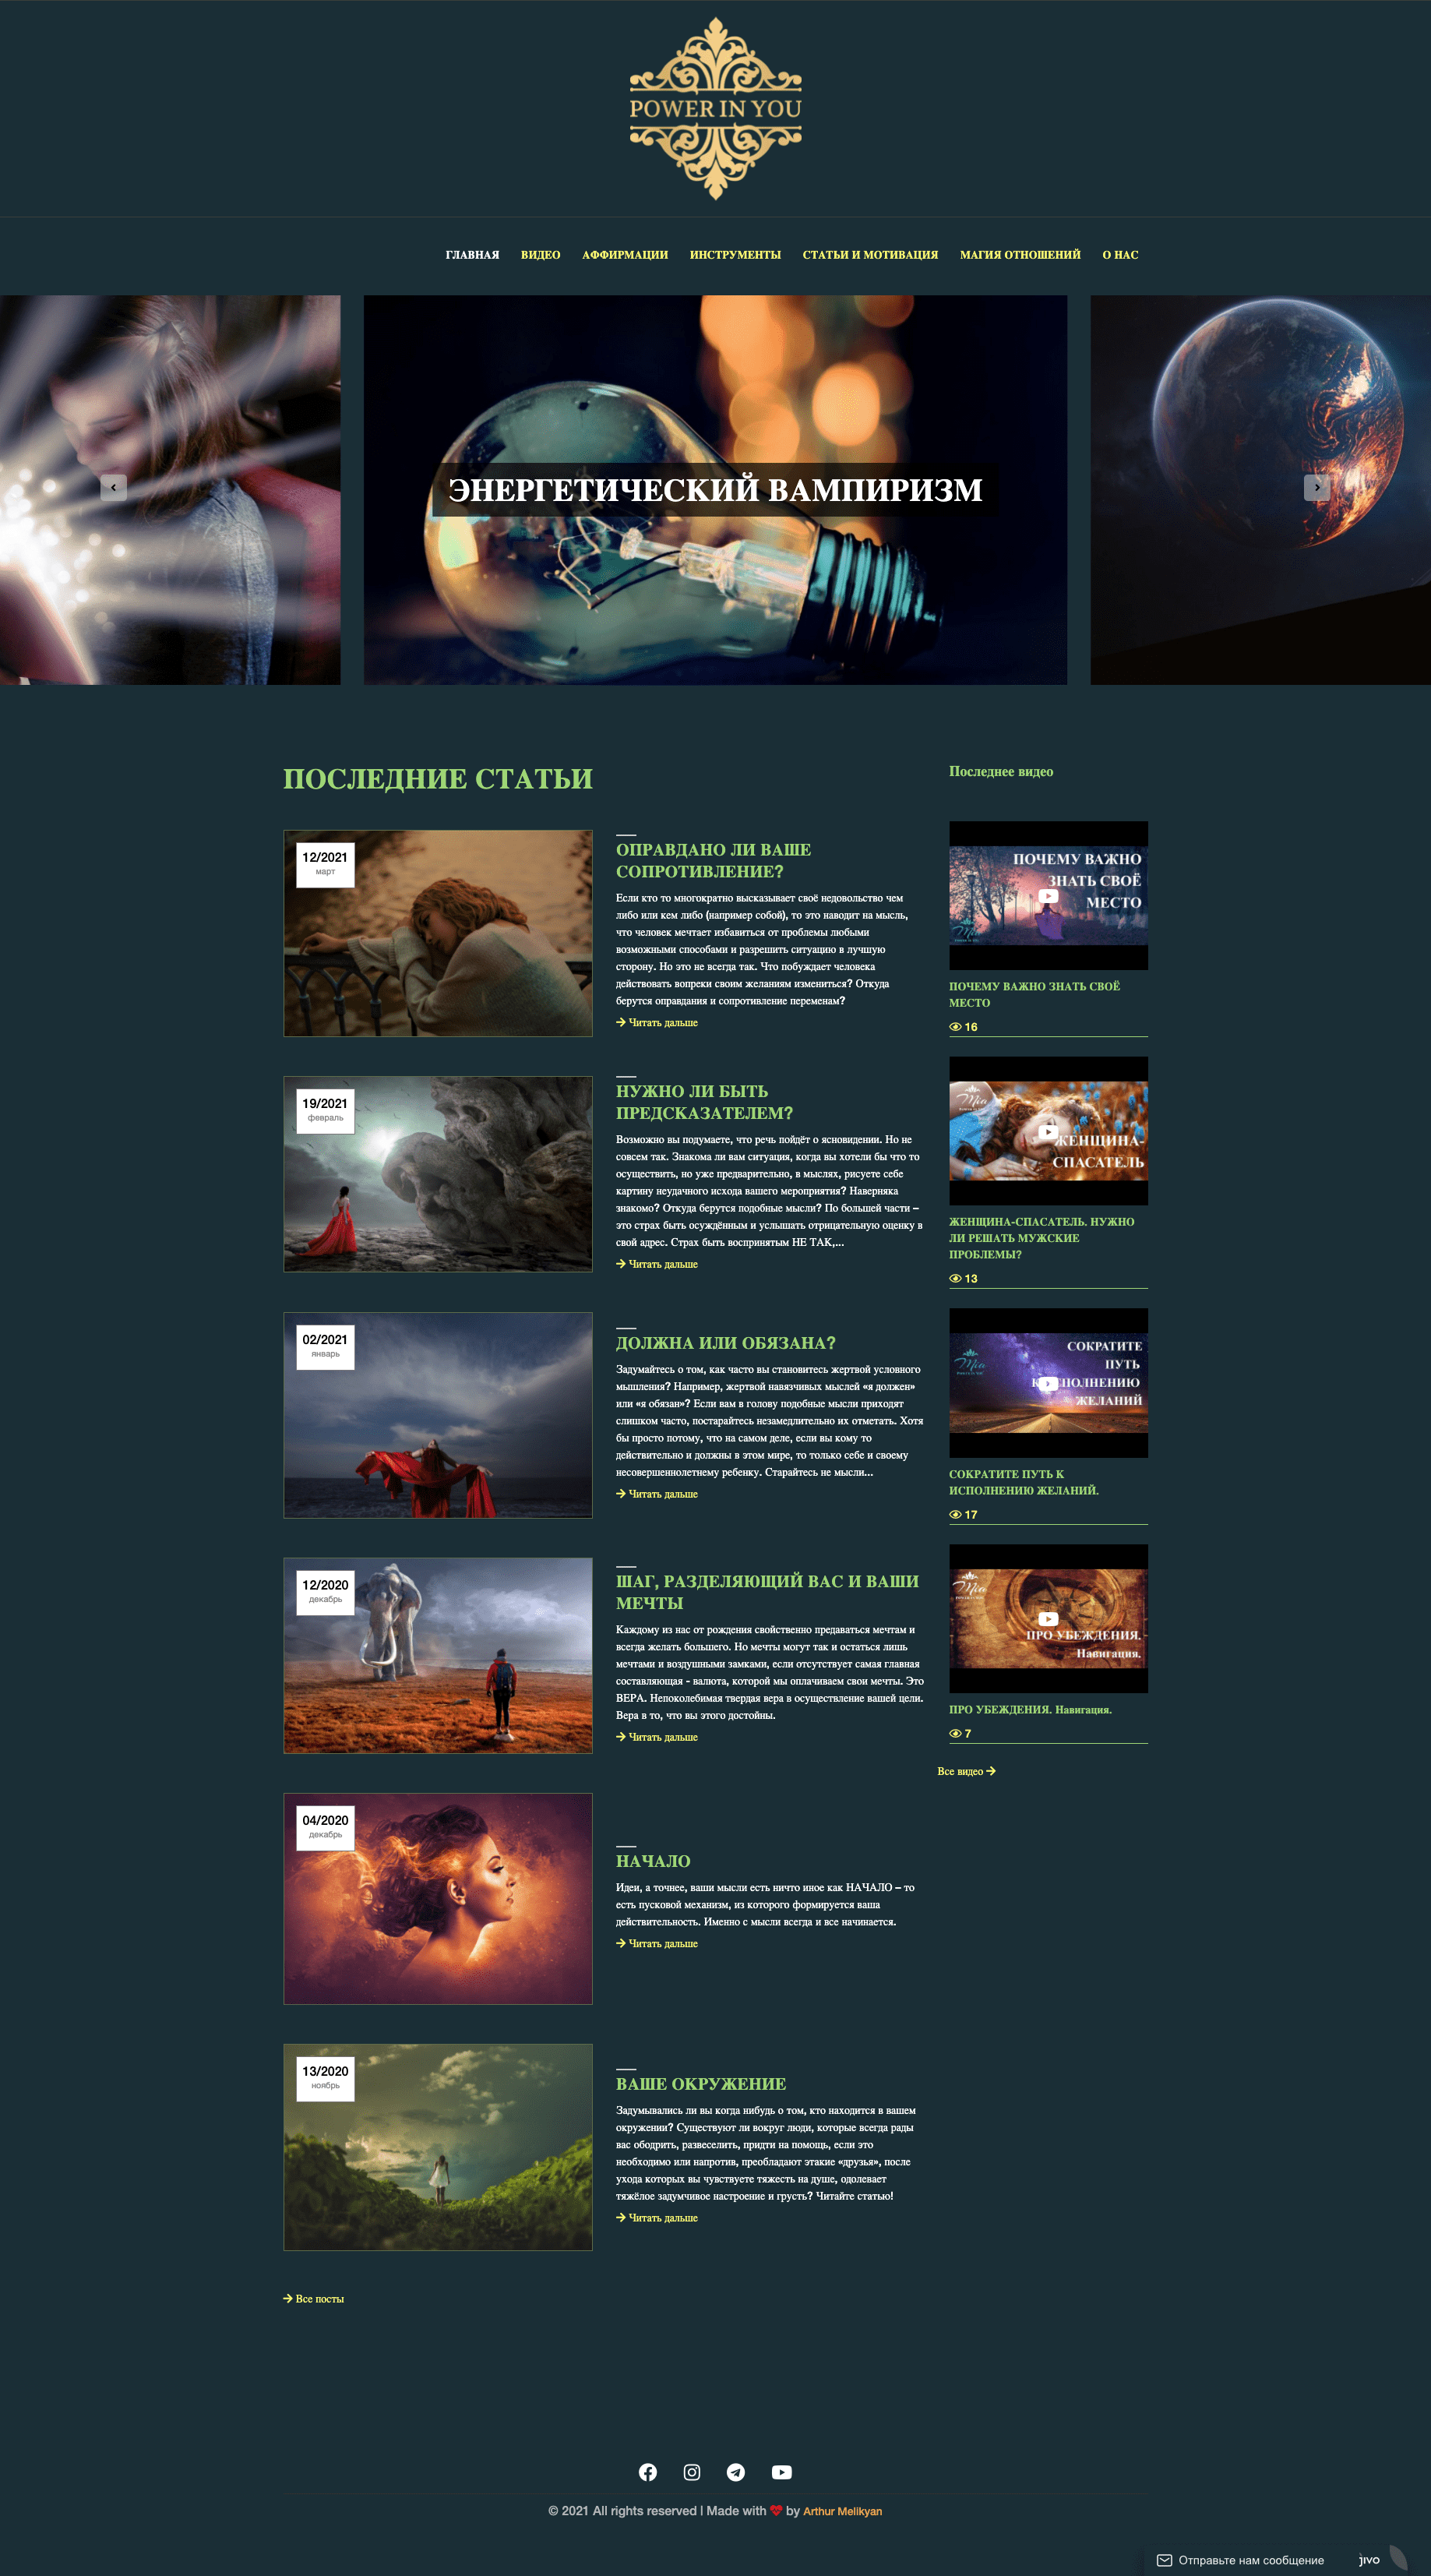 POWER IN YOU
ГЛАВНАЯ ВИДЕО АФФИРМАЦИИ ИНСТРУМЕНТЫ СТАТЬИ И МОТИВАЦИЯ МАГИЯ ОТНОШЕНИЙ О НАС
ЭНЕРГЕТИЧЕСКИЙ ВАМПИРИЗМ
ПОСЛЕДНИЕ СТАТЬИ
12/2021
март
ОПРАВДАНО ЛИ ВАШЕ
СОПРОТИВЛЕНИЕ?
Если кто то многократно высказывает своё недовольство чем
либо или кем либо (например собой), то это наводит на мысль,
что человек мечтает избавиться от проблемы любыми
возможными способами и разрешить ситуацию в лучшую
сторону. Но это не всегда так. Что побуждает человека
действовать вопреки своим желаниям измениться? Откуда
берутся оправдания и сопротивление переменам?
Читать дальше
19/2021
февраль
НУЖНО ЛИ БЫТЬ
ПРЕДСКАЗАТЕЛЕМ?
Возможно вы подумаете, что речь пойдёт о ясновидении. Но не
совсем так. Знакома ли вам ситуация, когда вы хотели бы что то
осуществить, но уже предварительно, в мыслях, рисуете себе
картину неудачного исхода вашего мероприятия? Наверняка
знакомо? Откуда берутся подобные мысли? По большей части –
это страх быть осуждённым и услышать отрицательную оценку в
свой адрес. Страх быть воспринятым НЕ ТАК,...
Читать дальше
02/2021
январь
ДОЛЖНА ИЛИ ОБЯЗАНА?
Задумайтесь о том, как часто вы становитесь жертвой условного
мышления? Например, жертвой навязчивых мыслей «я должен»
или «я обязан»? Если вам в голову подобные мысли приходят
слишком часто, постарайтесь незамедлительно их отметать. Хотя
бы просто потому, что на самом деле, если вы кому то
действительно и должны в этом мире, то только себе и своему
несовершеннолетнему ребенку. Старайтесь не мысли...
Читать дальше
12/2020
декабрь
ШАГ, РАЗДЕЛЯЮЩИЙ ВАС И ВАШИ
МЕЧТЫ
Каждому из нас от рождения свойственно предаваться мечтам и
всегда желать большего. Но мечты могут так и остаться лишь
мечтами и воздушными замками, если отсутствует самая главная
составляющая - валюта, которой мы оплачиваем свои мечты. Это
ВЕРА. Непоколебимая твердая вера в осуществление вашей цели.
Вера в то, что вы этого достойны.
Читать дальше
04/2020
декабрь
НАЧАЛО
Идеи, а точнее, ваши мысли есть ничто иное как НАЧАЛО – то
есть пусковой механизм, из которого формируется ваша
действительность. Именно с мысли всегда и все начинается.
Читать дальше
13/2020
ноябрь
ВАШЕ ОКРУЖЕНИЕ
Задумывались ли вы когда нибудь о том, кто находится в вашем
окружении? Существуют ли вокруг люди, которые всегда рады
вас ободрить, развеселить, придти на помощь, если это
необходимо или напротив, преобладают этакие «друзья», после
ухода которых вы чувствуете тяжесть на душе, одолевает
тяжёлое задумчивое настроение и грусть? Читайте статью!
Читать дальше
Все посты
Последнее видео
ПОЧЕМУ ВАЖНО
ЗНАТЬ СВОЁ
МЕСТО
ПОЧЕМУ ВАЖНО ЗНАТЬ СВОЁ
МЕСТО
16
Mia
ЖЕНЩИНА-
СПАСАТЕЛЬ
ЖЕНЩИНА-СПАСАТЕЛЬ. НУЖНО
ЛИ РЕШАТЬ МУЖСКИЕ
ПРОБЛЕМЫ?
13
Mia
СОКРАТИТЕ
ПУТЬ
К ИСПОЛНЕНИЮ
ЖЕЛАНИЙ
СОКРАТИТЕ ПУТЬ К
ИСПОЛНЕНИЮ ЖЕЛАНИЙ.
17
Mia
ПРО УБЕЖДЕНИЯ.
Навигация.
ПРО УБЕЖДЕНИЯ. Навигация.
7
Все видео
© 2021 All rights reserved | Made with by Arthur Melikyan
Отправьте нам сообщение jivo